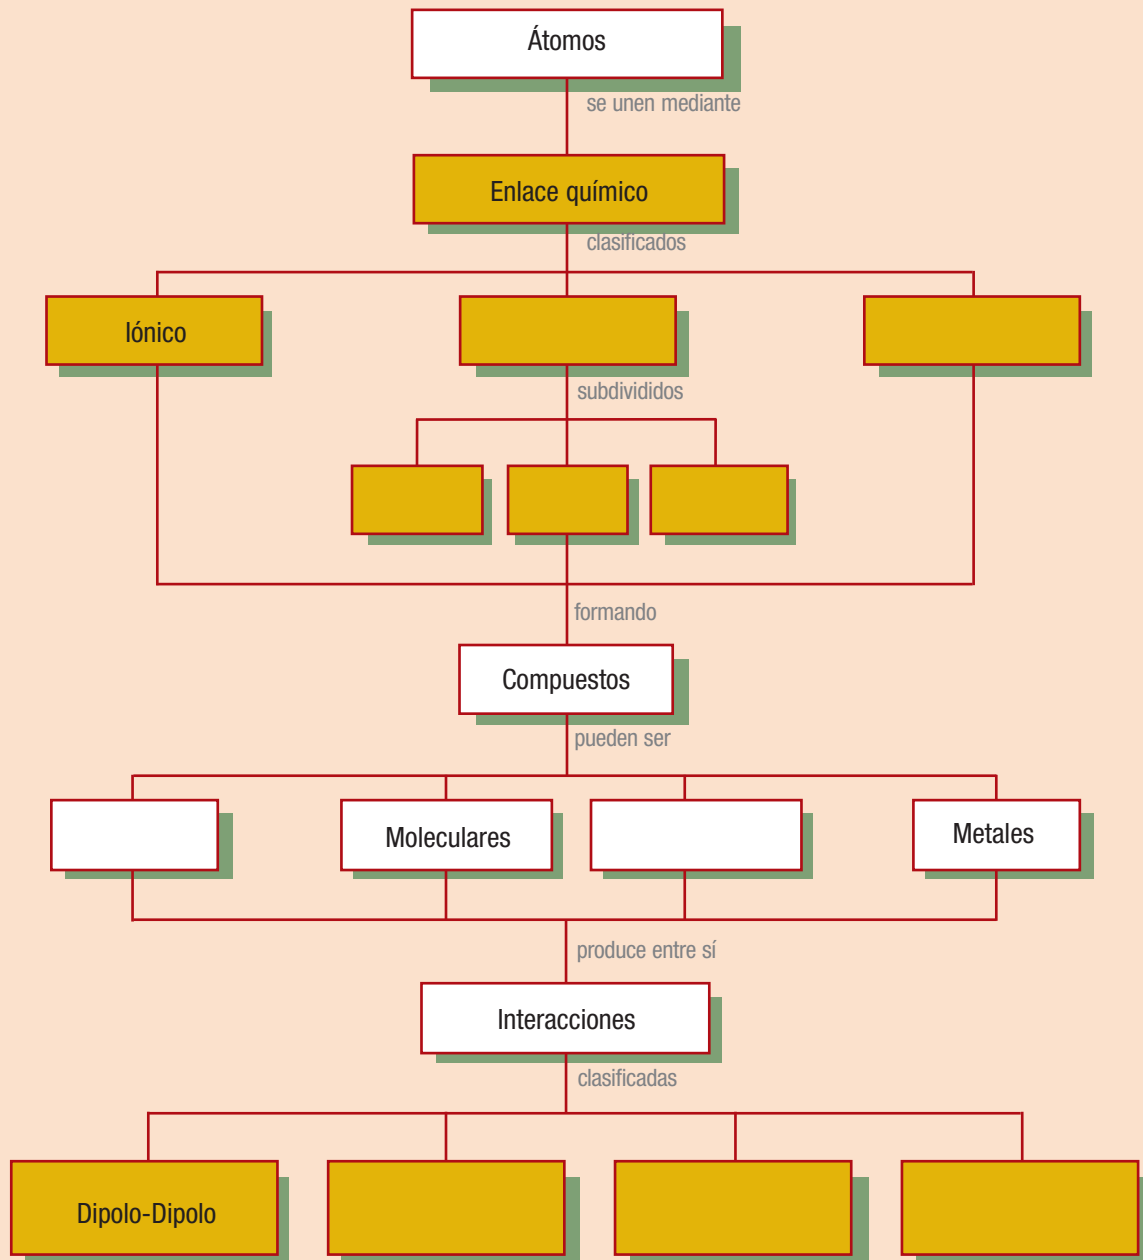 Átomos
se unen mediante
Enlace químico
clasificados
Iónico
subdivididos
formando
Compuestos
pueden ser
Moleculares
Metales
produce entre sí
Interacciones
clasificadas
Dipolo-Dipolo